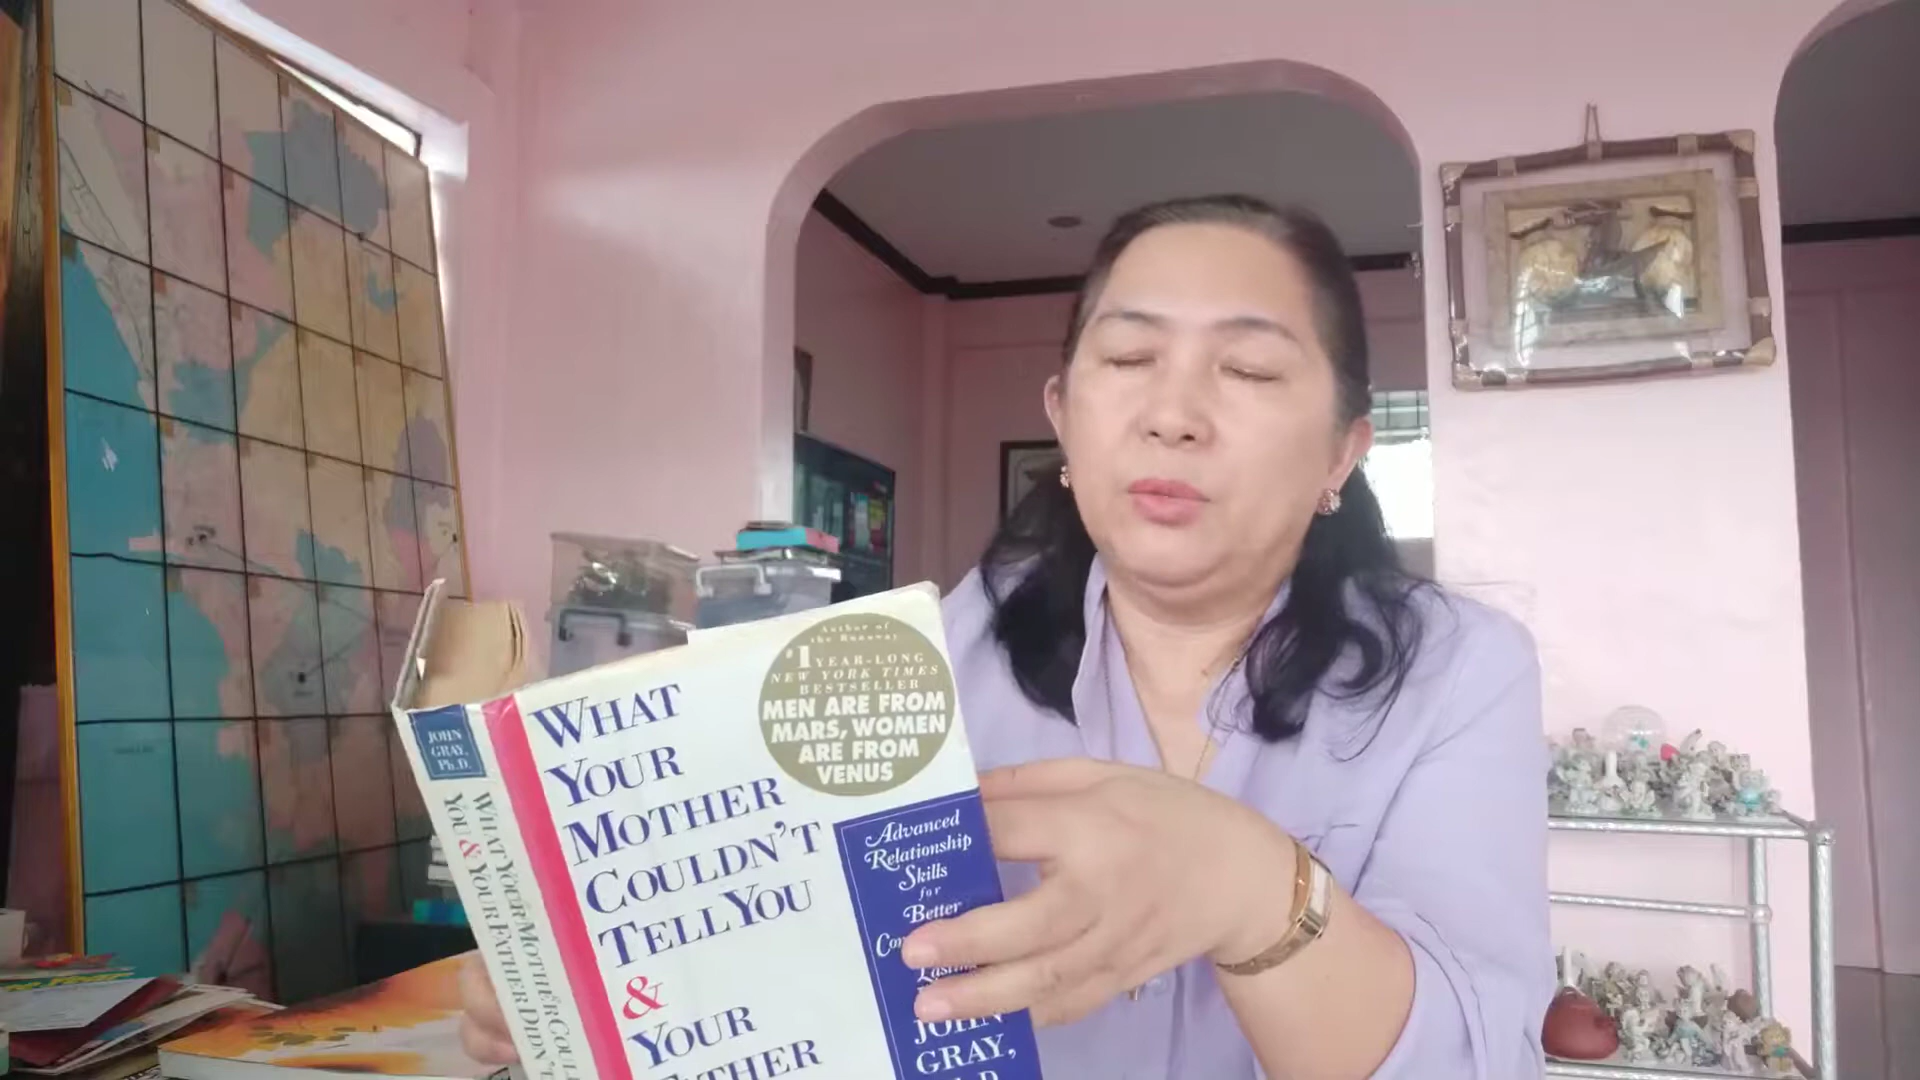 Author of
the Runaway
#1 YEAR-LONG
NEW YORK TIMES
BESTSELLER
MEN ARE FROM
MARS, WOMEN
ARE FROM
VENUS
WHAT
YOUR
MOTHER
COULDN'T
TELL YOU
&
YOUR
Advanced
Relationship
Skills
for
Better
JOHN
GRAY,
JOHN
GRAY,
Ph.D.
WHAT YOUR MOTHER
YOU & YOUR FATHER DIDN'T